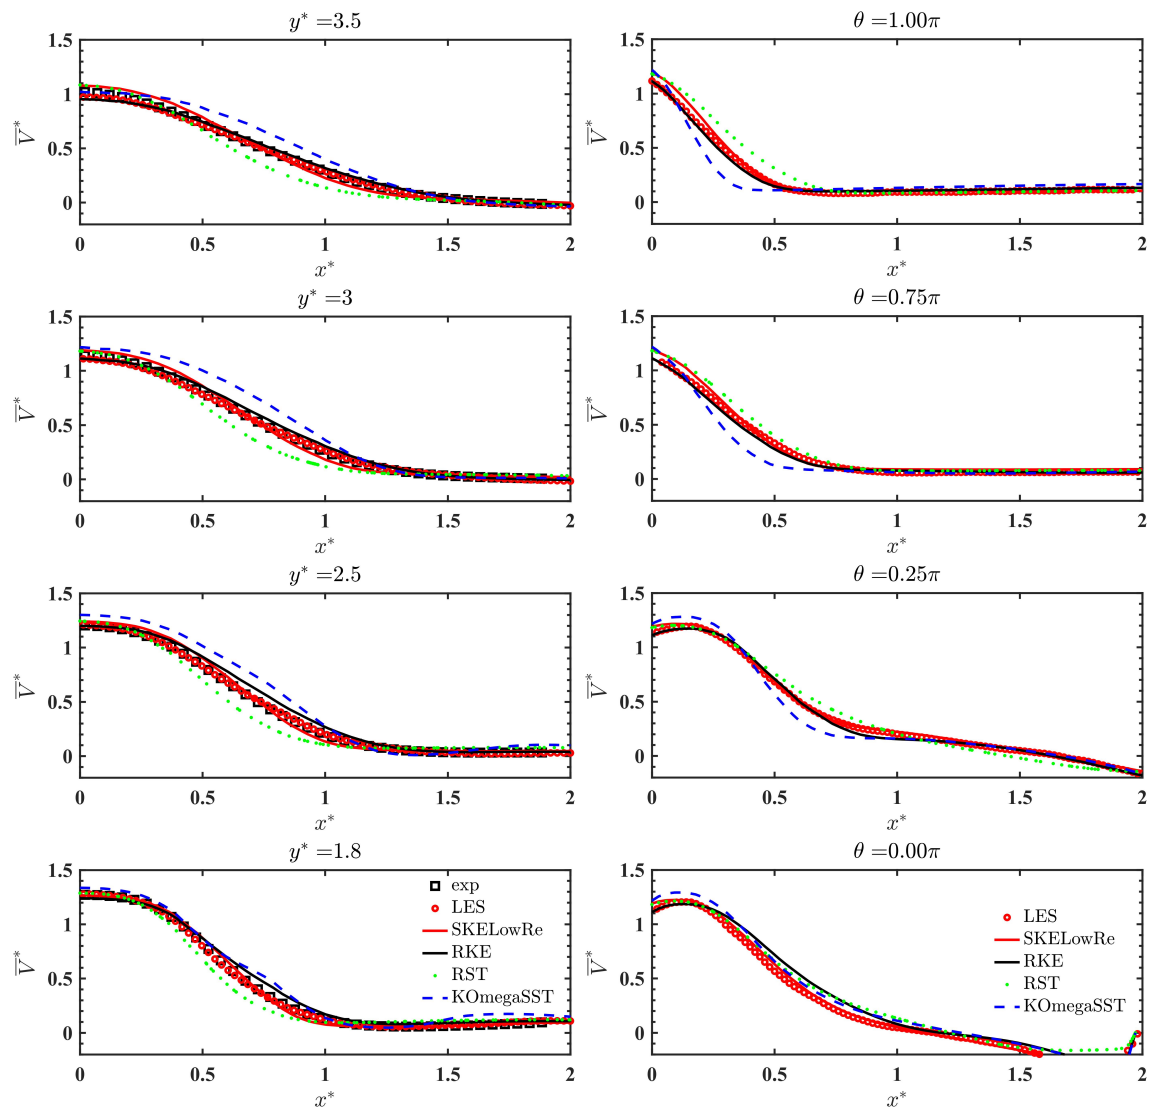 y* =3.5
1.5
1
0.5
0
V̿*
0 0.5 1 1.5 2
x*
θ =1.00π
1.5
1
0.5
0
V̿*
0 0.5 1 1.5 2
x*
y* =3
1.5
1
0.5
0
V̿*
0 0.5 1 1.5 2
x*
θ =0.75π
1.5
1
0.5
0
V̿*
0 0.5 1 1.5 2
x*
y* =2.5
1.5
1
0.5
0
V̿*
0 0.5 1 1.5 2
x*
θ =0.25π
1.5
1
0.5
0
V̿*
0 0.5 1 1.5 2
x*
y* =1.8
1.5
1
0.5
0
V̿*
exp
LES
SKELowRe
RKE
RST
KOmegaSST
0 0.5 1 1.5 2
x*
θ =0.00π
1.5
1
0.5
0
V̿*
LES
SKELowRe
RKE
RST
KOmegaSST
0 0.5 1 1.5 2
x*